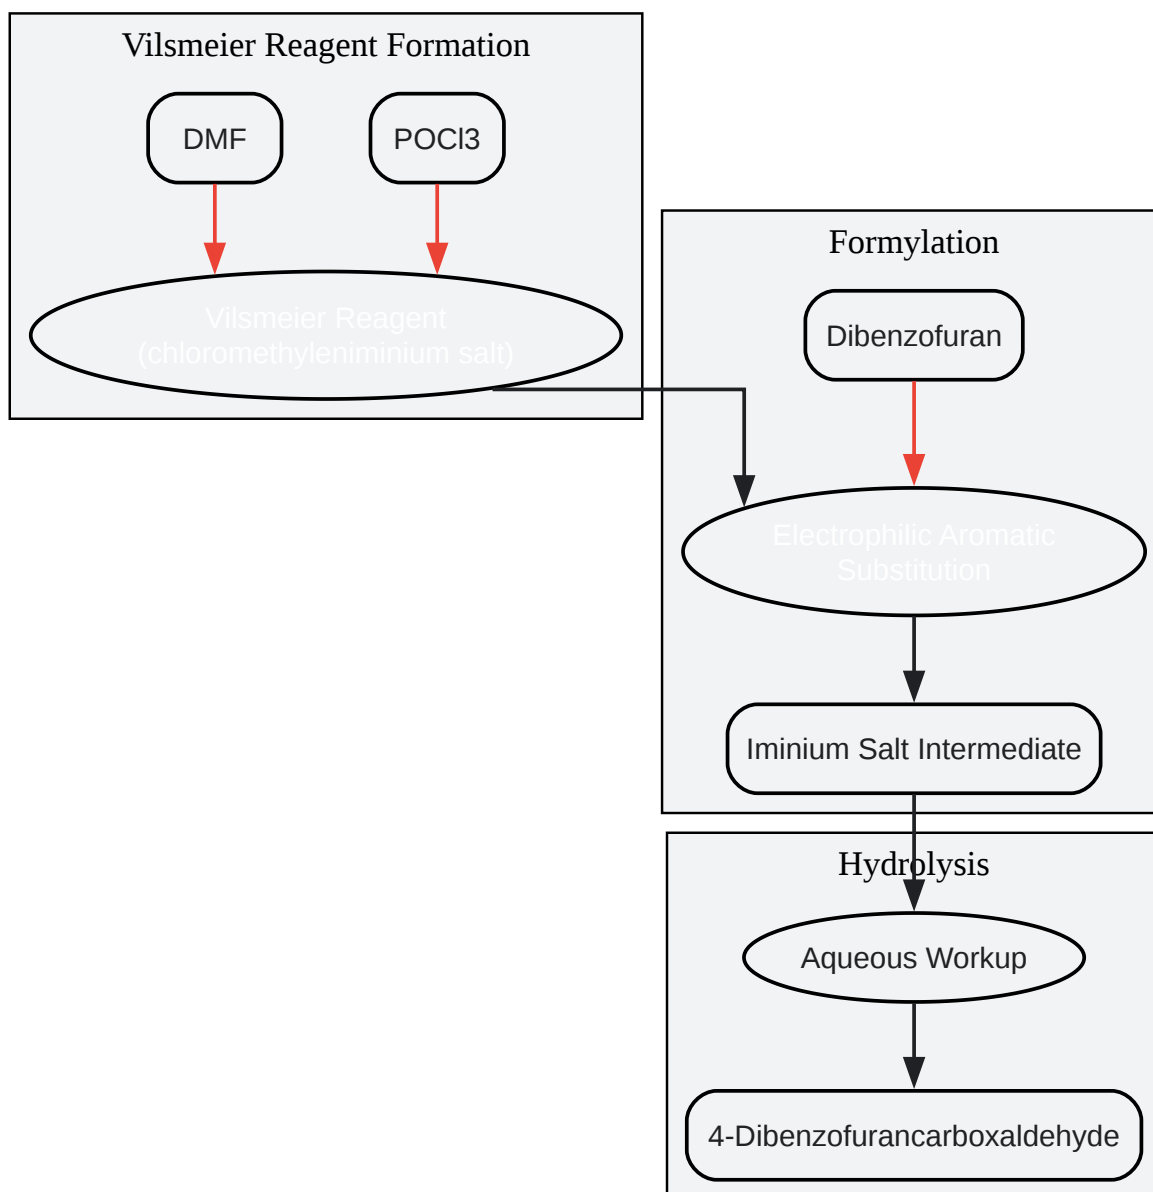 Vilsmeier Reagent Formation
DMF
POCl3
Vilsmeier Reagent
(chloromethyleniminium salt)
Formylation
Dibenzofuran
Electrophilic Aromatic
Substitution
Iminium Salt Intermediate
Hydrolysis
Aqueous Workup
4-Dibenzofurancarboxaldehyde